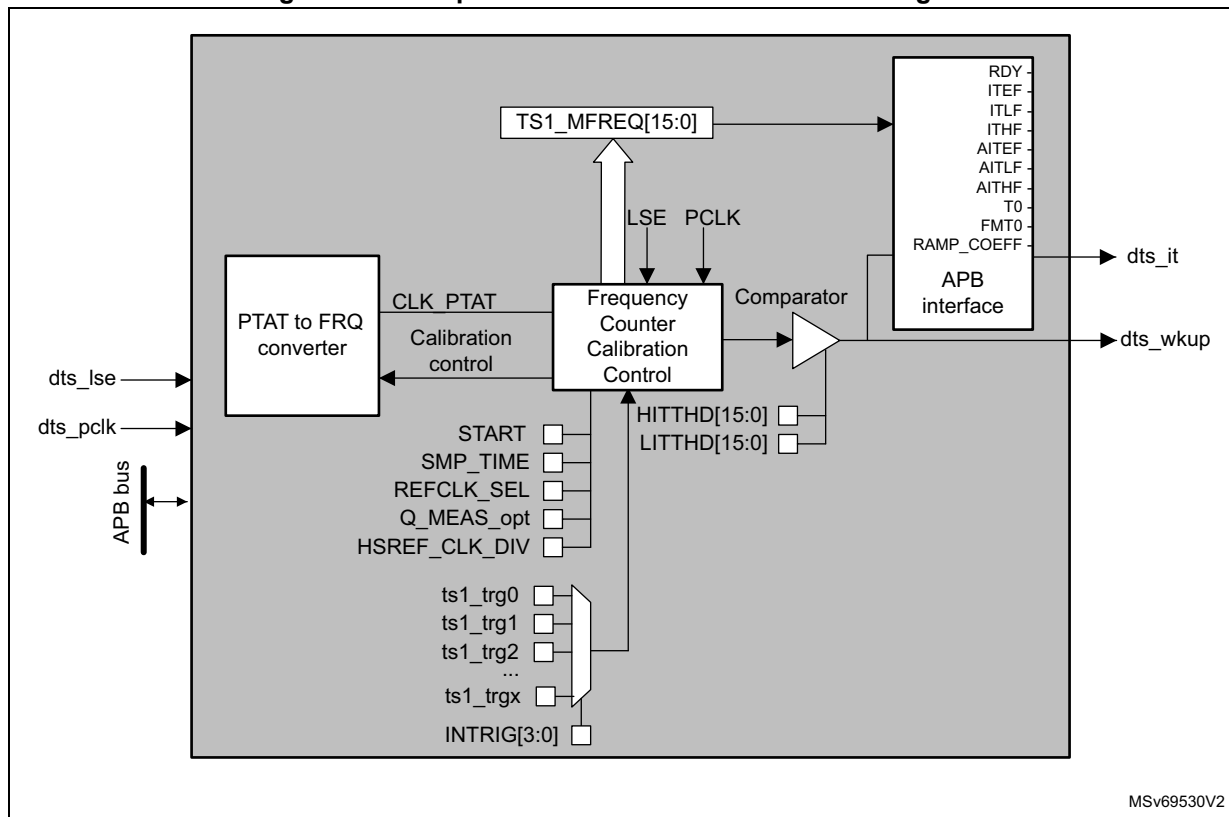 TS1_MFREQ[15:0]
RDY
ITEF
ITLF
ITHF
AITEF
AITLF
AITHF
T0
FMT0
RAMP_COEFF
APB
interface
LSE PCLK
dts_it
PTAT to FRQ
converter
CLK_PTAT
Calibration
control
Frequency
Counter
Calibration
Control
Comparator
dts_wkup
dts_lse
dts_pclk
APB bus
HITTHD[15:0]
LITTHD[15:0]
START
SMP_TIME
REFCLK_SEL
Q_MEAS_opt
HSREF_CLK_DIV
ts1_trg0
ts1_trg1
ts1_trg2
...
ts1_trgx
INTRIG[3:0]
MSv69530V2